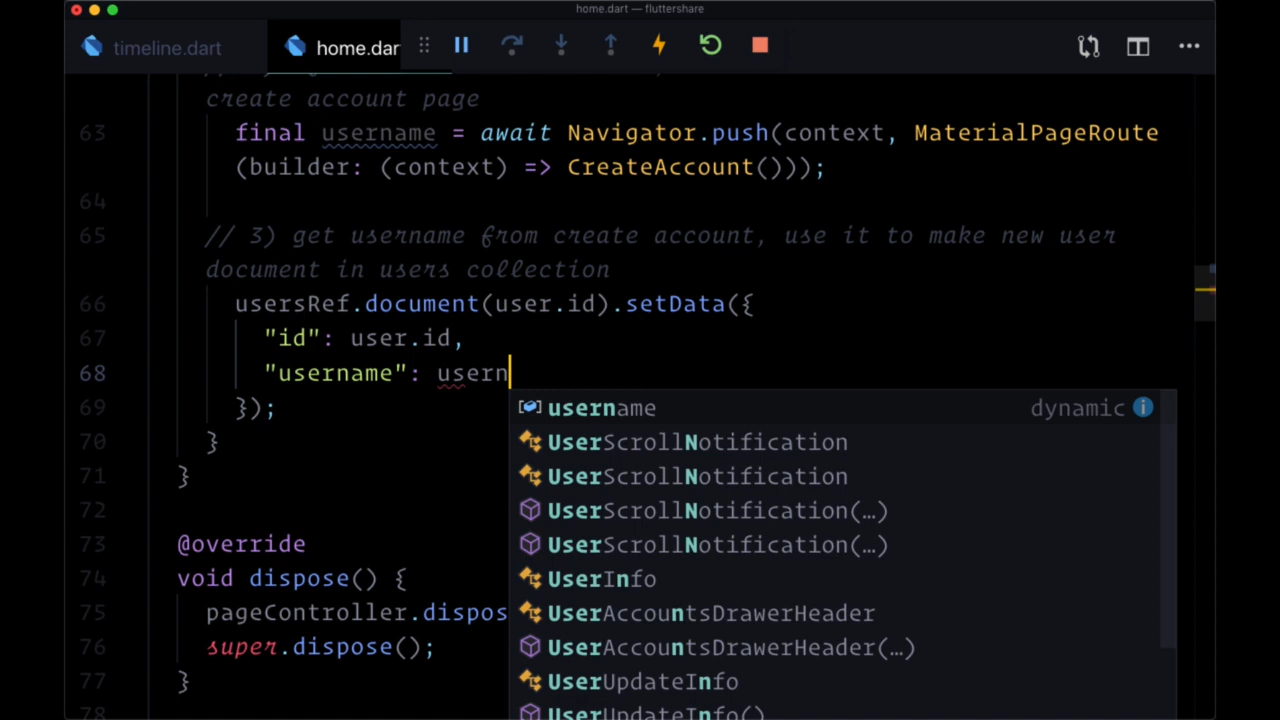 home.dart — fluttershare
timeline.dart
home.dar
create account page
63 final username = await Navigator.push(context, MaterialPageRoute
(builder: (context) => CreateAccount()));
64
65 // 3) get username from create account, use it to make new user
document in users collection
66 usersRef.document(user.id).setData({
67 "id": user.id,
68 "username": usern
username dynamic
69 });
UserScrollNotification
70 }
UserScrollNotification
71 }
UserScrollNotification(…)
72
UserScrollNotification(…)
73 @override
UserInfo
74 void dispose() {
UserAccountsDrawerHeader
75 pageController.dispos
UserAccountsDrawerHeader(…)
76 super.dispose();
UserUpdateInfo
77 }
UserUpdateInfo()
78